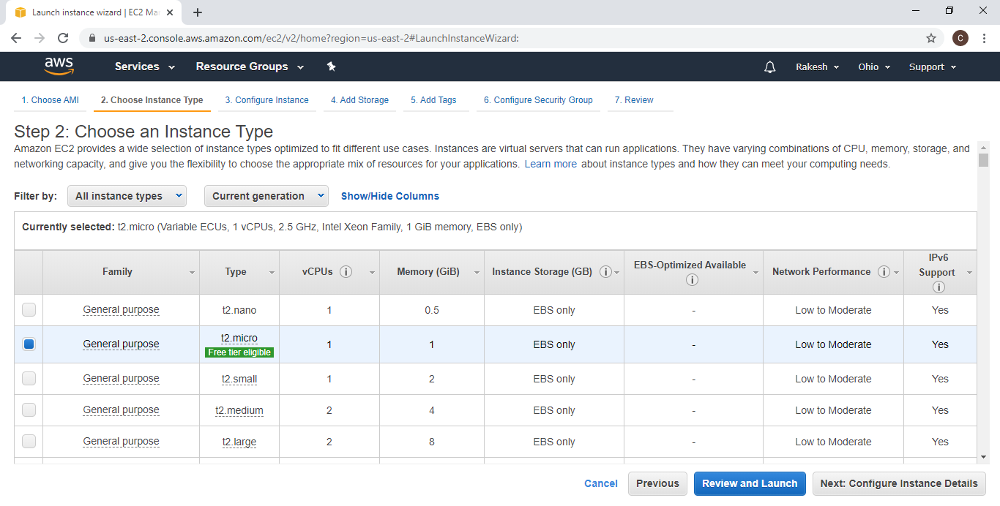 Launch instance wizard | EC2 Ma
us-east-2.console.aws.amazon.com/ec2/v2/home?region=us-east-2#LaunchInstanceWizard:
C
aws Services Resource Groups Rakesh Ohio Support
1. Choose AMI 2. Choose Instance Type 3. Configure Instance 4. Add Storage 5. Add Tags 6. Configure Security Group 7. Review
Step 2: Choose an Instance Type
Amazon EC2 provides a wide selection of instance types optimized to fit different use cases. Instances are virtual servers that can run applications. They have varying combinations of CPU, memory, storage, and
networking capacity, and give you the flexibility to choose the appropriate mix of resources for your applications. Learn more about instance types and how they can meet your computing needs.
Filter by: All instance types Current generation Show/Hide Columns
Currently selected: t2.micro (Variable ECUs, 1 vCPUs, 2.5 GHz, Intel Xeon Family, 1 GiB memory, EBS only)
Family Type vCPUs Memory (GiB) Instance Storage (GB) EBS-Optimized Available Network Performance IPv6 Support
General purpose t2.nano 1 0.5 EBS only - Low to Moderate Yes
General purpose t2.micro 1 1 EBS only - Low to Moderate Yes
Free tier eligible
General purpose t2.small 1 2 EBS only - Low to Moderate Yes
General purpose t2.medium 2 4 EBS only - Low to Moderate Yes
General purpose t2.large 2 8 EBS only - Low to Moderate Yes
Cancel Previous Review and Launch Next: Configure Instance Details